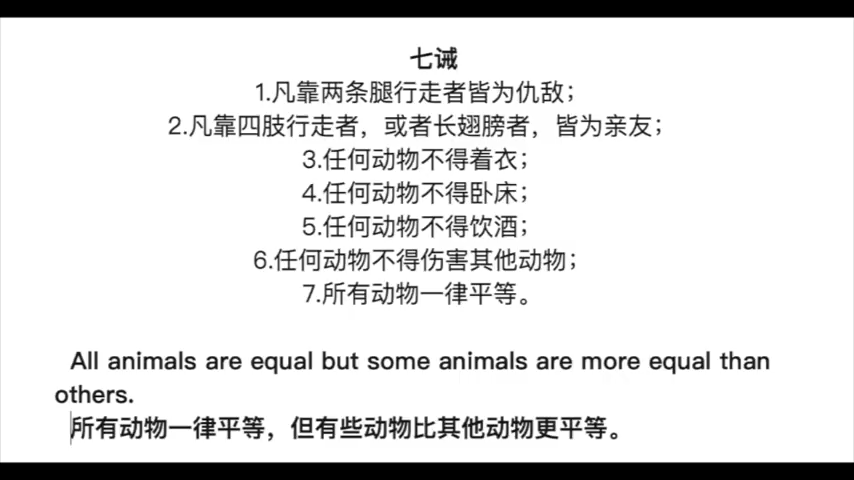 七诫
1.凡靠两条腿行走者皆为仇敌；
2.凡靠四肢行走者，或者长翅膀者，皆为亲友；
3.任何动物不得着衣；
4.任何动物不得卧床；
5.任何动物不得饮酒；
6.任何动物不得伤害其他动物；
7.所有动物一律平等。
All animals are equal but some animals are more equal than
others.
所有动物一律平等，但有些动物比其他动物更平等。